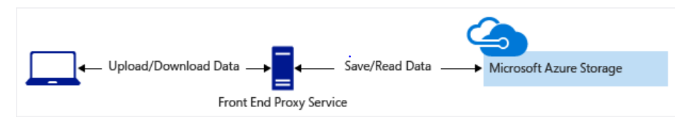 Upload/Download Data
Save/Read Data
Microsoft Azure Storage
Front End Proxy Service